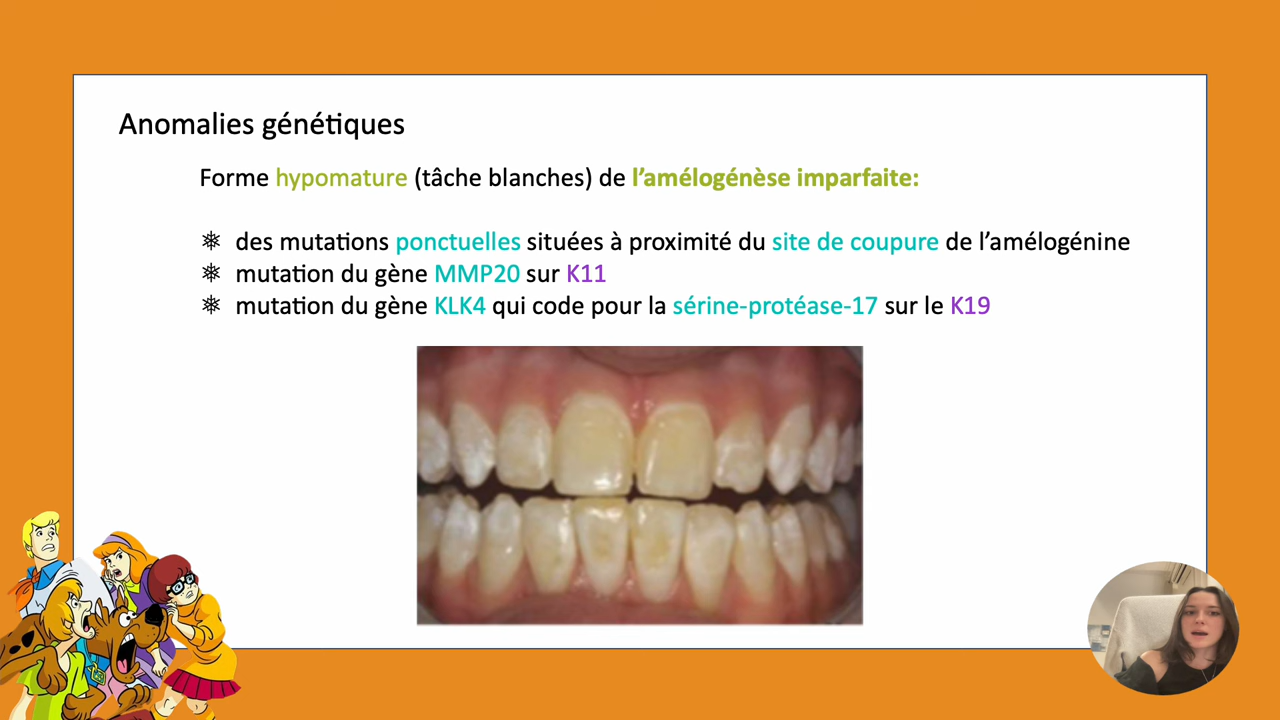 Anomalies génétiques
Forme hypomature (tâche blanches) de l’amélogénèse imparfaite:
des mutations ponctuelles situées à proximité du site de coupure de l’amélogénine
mutation du gène MMP20 sur K11
mutation du gène KLK4 qui code pour la sérine-protéase-17 sur le K19